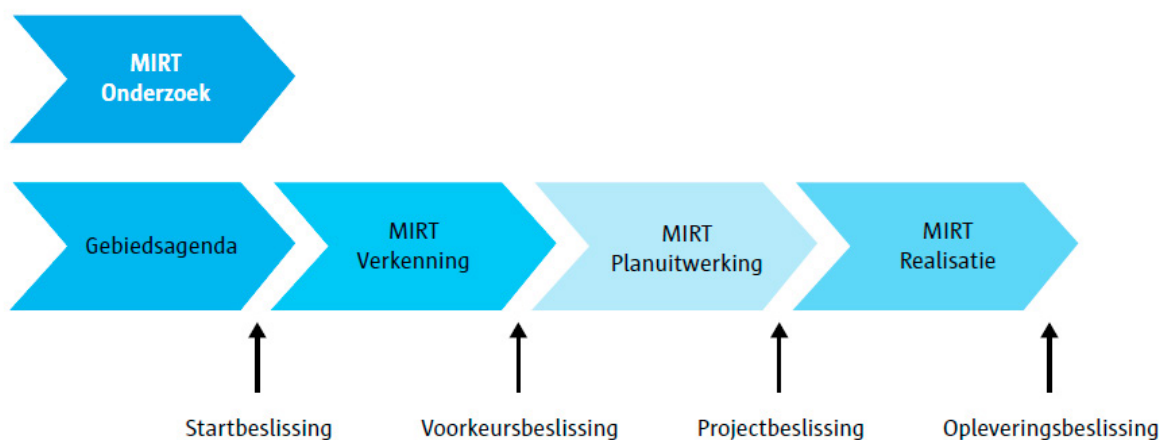 MIRT
Onderzoek
Gebiedsagenda
MIRT
Verkenning
MIRT
Planuitwerking
MIRT
Realisatie
Startbeslissing
Voorkeursbeslissing
Projectbeslissing
Opleveringsbeslissing